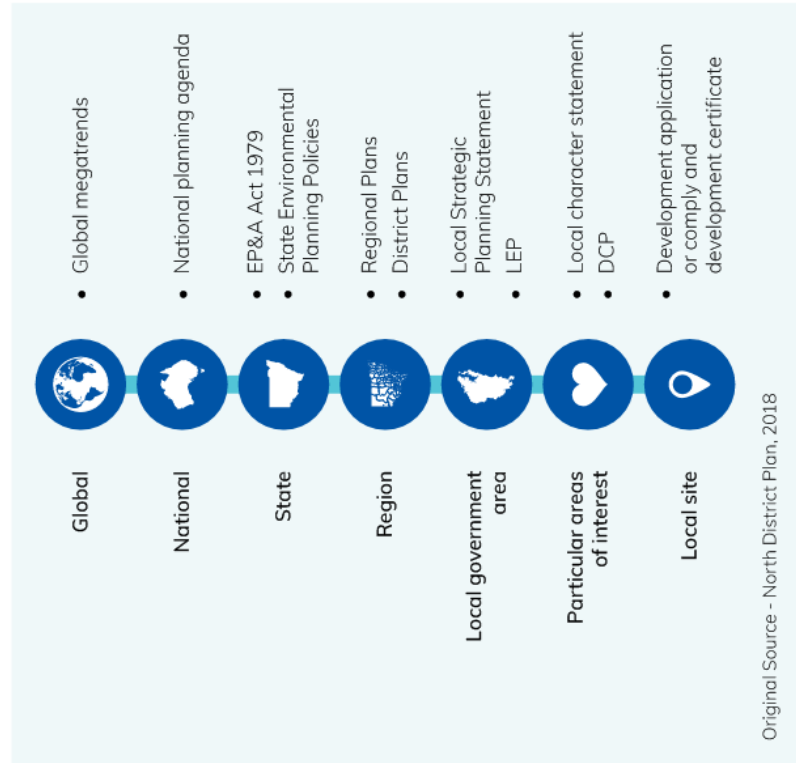 Global
• Global megatrends
National
• National planning agenda
State
• EP&A Act 1979
• State Environmental
Planning Policies
Region
• Regional Plans
• District Plans
Local government
area
• Local Strategic
Planning Statement
• LEP
Particular areas
of interest
• Local character statement
• DCP
Local site
• Development application
or comply and
development certificate
Original Source - North District Plan, 2018